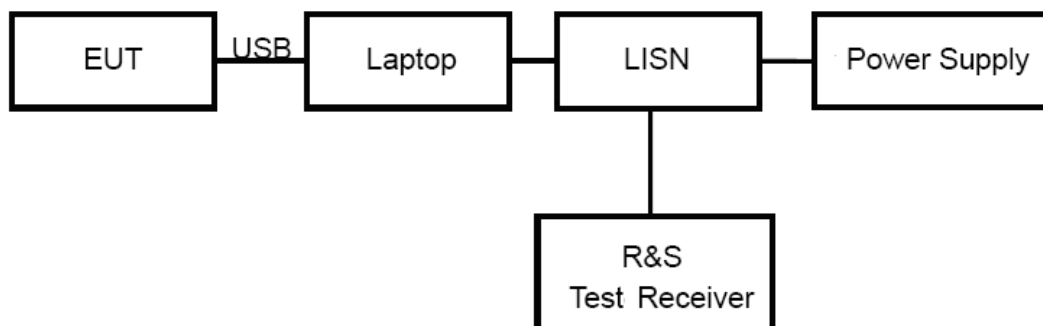 EUT
USB
Laptop
LISN
Power Supply
R&S
Test Receiver